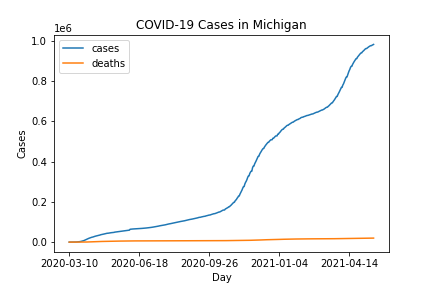 COVID-19 Cases in Michigan
1e6
cases
deaths
1.0
0.8
0.6
0.4
0.2
0.0
Cases
2020-03-10 2020-06-18 2020-09-26 2021-01-04 2021-04-14
Day